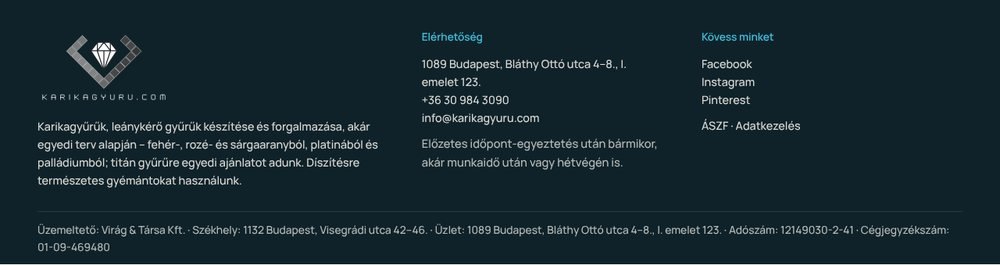 KARIKAGYURU.COM
Karikagyűrűk, leánykérő gyűrűk készítése és forgalmazása, akár
egyedi terv alapján – fehér-, rozé- és sárgaaranyból, platinából és
palládiumból; titán gyűrűre egyedi ajánlatot adunk. Díszítésre
természetes gyémántokat használunk.
Elérhetőség
1089 Budapest, Bláthy Ottó utca 4–8., I.
emelet 123.
+36 30 984 3090
info@karikagyuru.com
Előzetes időpont-egyeztetés után bármikor,
akár munkaidő után vagy hétvégén is.
Kövess minket
Facebook
Instagram
Pinterest
ÁSZF · Adatkezelés
Üzemeltető: Virág & Társa Kft. · Székhely: 1132 Budapest, Visegrádi utca 42–46. · Üzlet: 1089 Budapest, Bláthy Ottó utca 4–8., I. emelet 123. · Adószám: 12149030-2-41 · Cégjegyzékszám:
01-09-469480